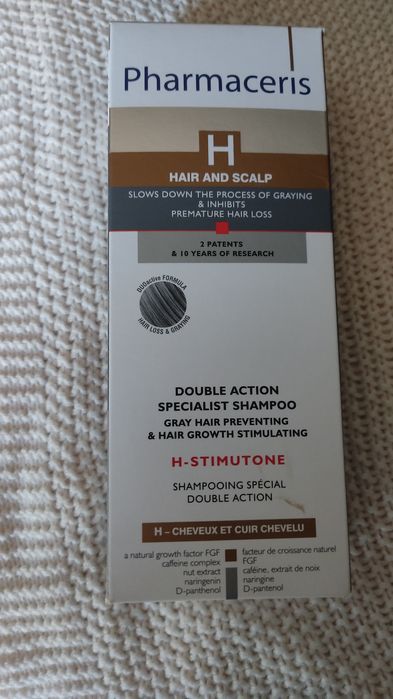 Pharmaceris
H
HAIR AND SCALP
SLOWS DOWN THE PROCESS OF GRAYING
& INHIBITS
PREMATURE HAIR LOSS
2 PATENTS
& 10 YEARS OF RESEARCH
DUOactive FORMULA
HAIR LOSS & GRAYING
DOUBLE ACTION
SPECIALIST SHAMPOO
GRAY HAIR PREVENTING
& HAIR GROWTH STIMULATING
H-STIMUTONE
SHAMPOOING SPÉCIAL
DOUBLE ACTION
H – CHEVEUX ET CUIR CHEVELU
a natural growth factor FGF
caffeine complex
nut extract
naringenin
D-panthenol
facteur de croissance naturel
FGF
caféine, extrait de noix
naringine
D-pantenol